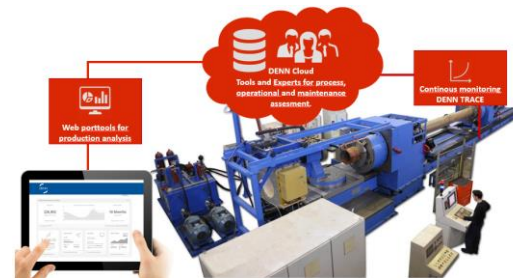 DENN Cloud
Tools and Experts for process,
operational and maintenance
assesment.
Web porttools for
production analysis
Continous monitoring
DENN TRACE